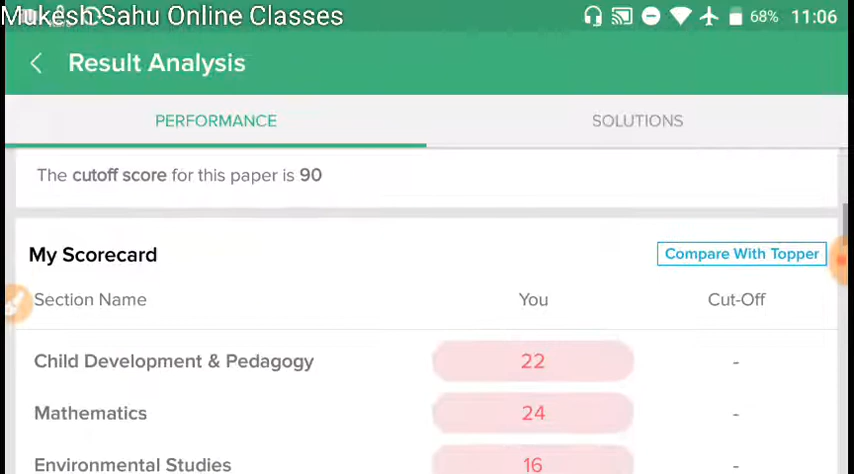 Mukesh Sahu Online Classes
68% 11:06
Result Analysis
PERFORMANCE SOLUTIONS
The cutoff score for this paper is 90
My Scorecard Compare With Topper
Section Name You Cut-Off
Child Development & Pedagogy 22 -
Mathematics 24 -
Environmental Studies 16 -